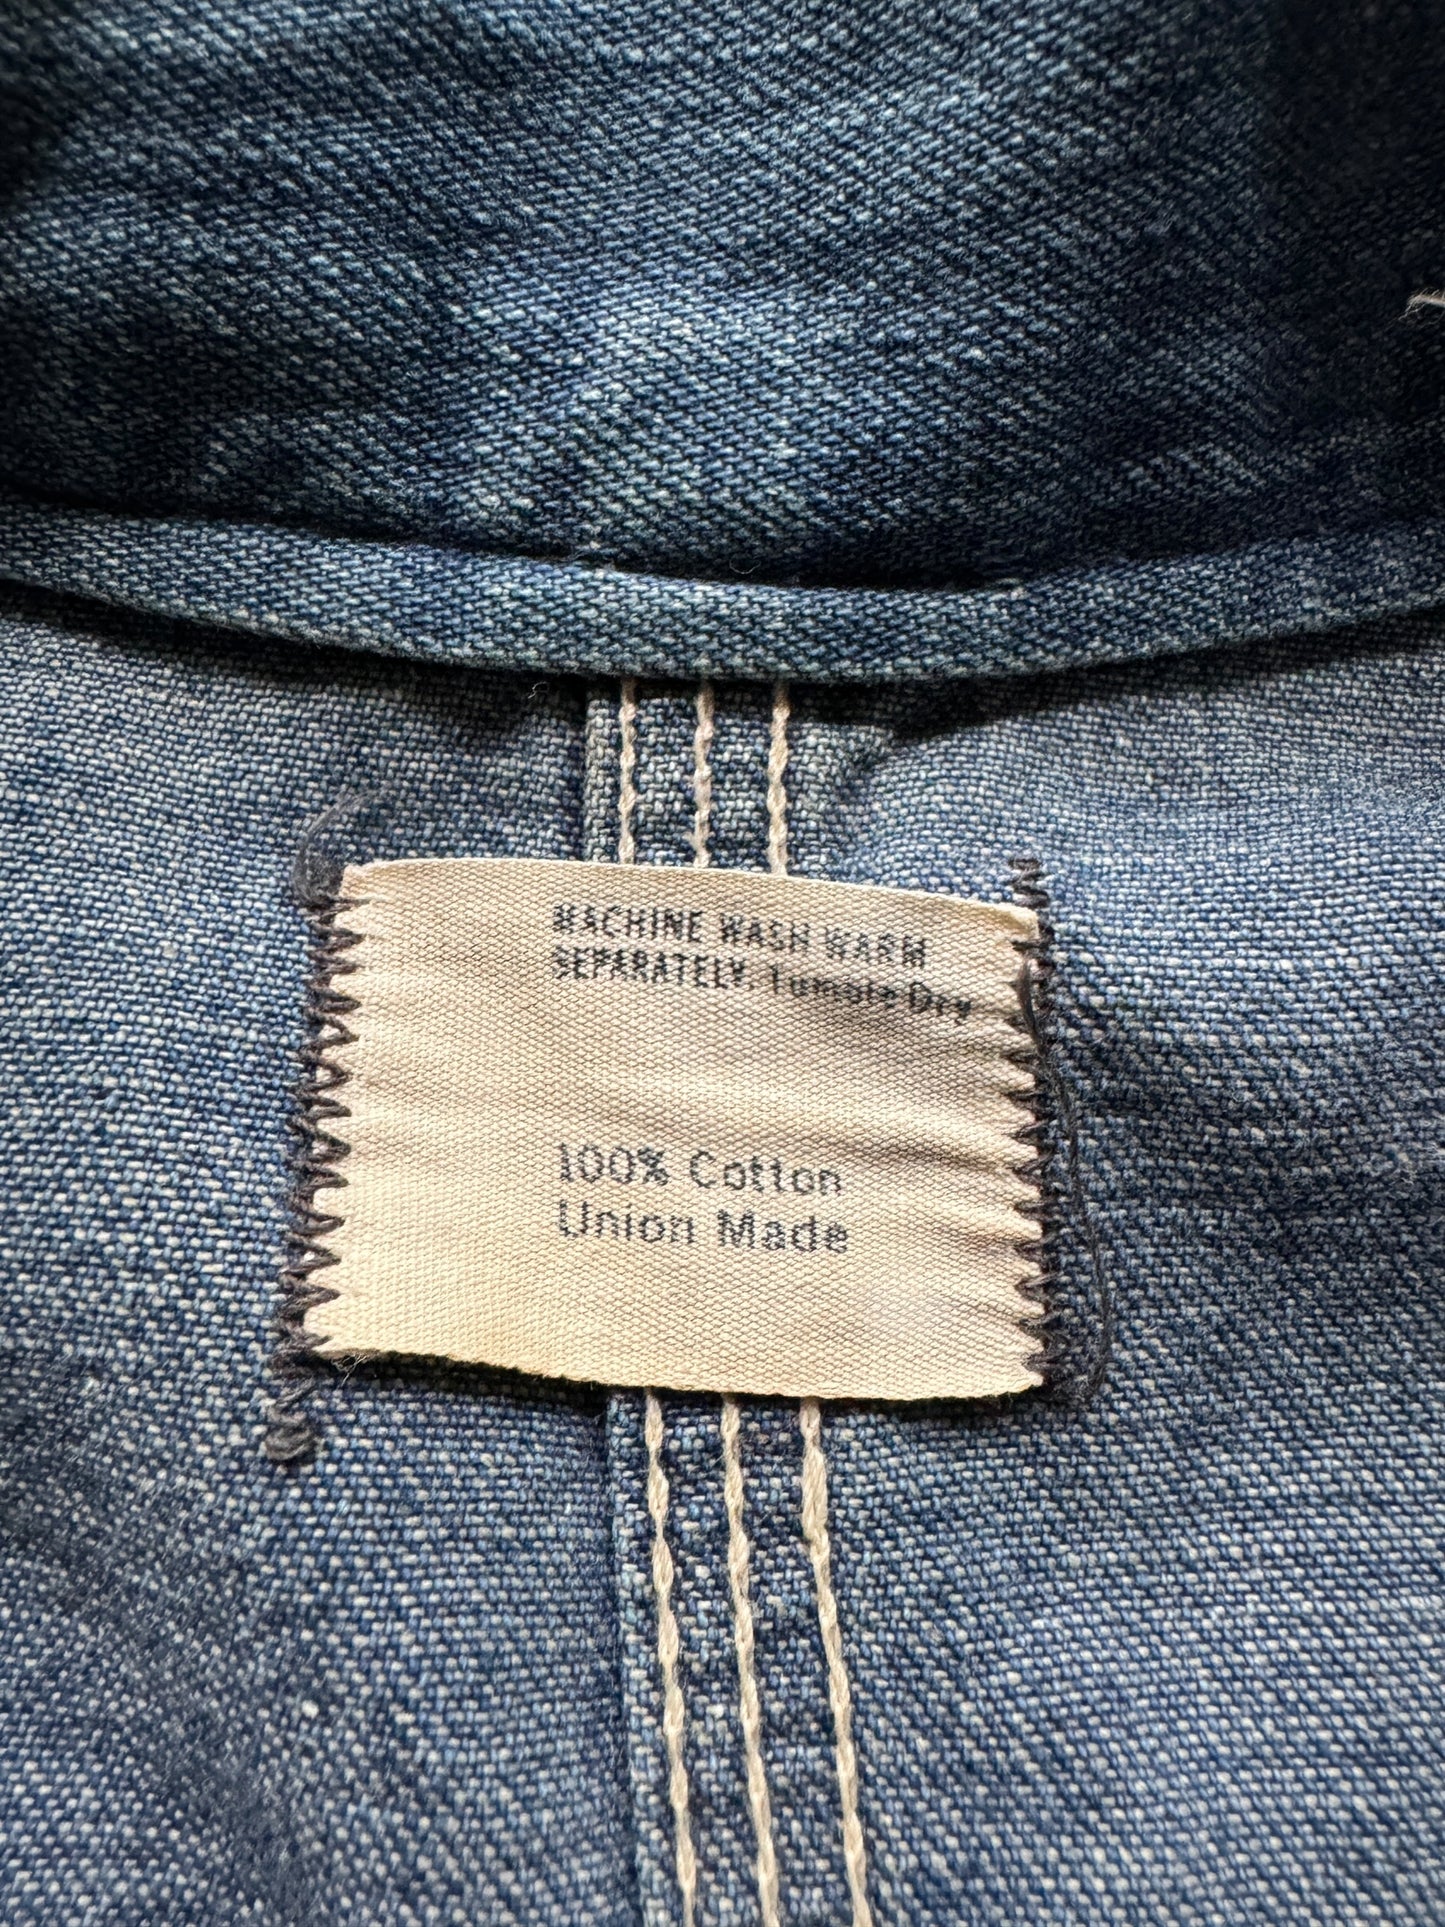 MACHINE WASH WARM
SEPARATELY. Tumble Dry
100% Cotton
Union Made